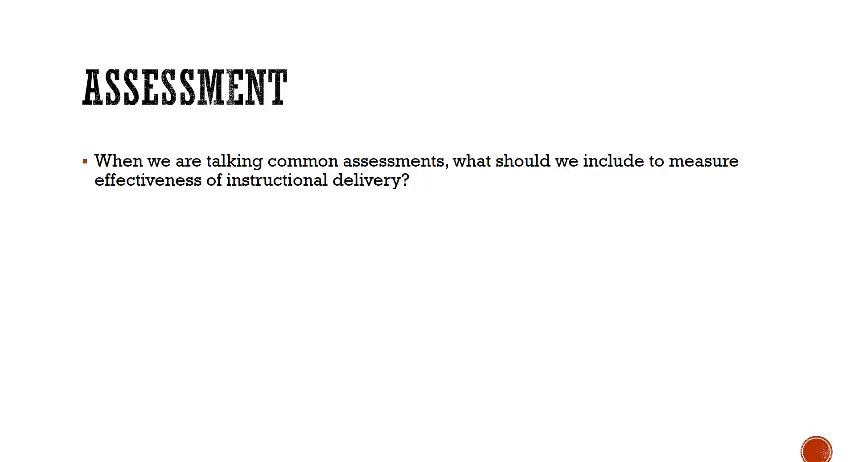 ASSESSMENT
▪ When we are talking common assessments, what should we include to measure
effectiveness of instructional delivery?